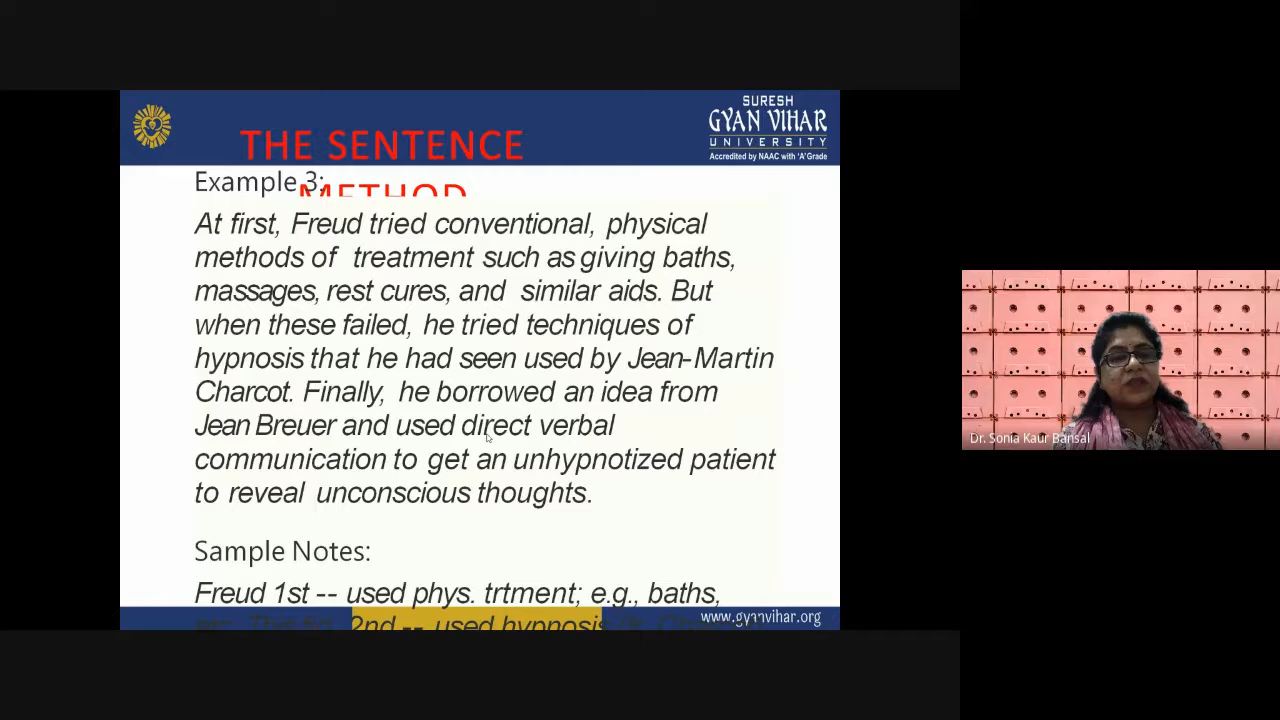 SURESH
GYAN VIHAR
UNIVERSITY
Accredited by NAAC with 'A' Grade
THE SENTENCE
METHOD
Example 3:
At first, Freud tried conventional, physical
methods of treatment such as giving baths,
massages, rest cures, and similar aids. But
when these failed, he tried techniques of
hypnosis that he had seen used by Jean-Martin
Charcot. Finally, he borrowed an idea from
Jean Breuer and used direct verbal
communication to get an unhypnotized patient
to reveal unconscious thoughts.
Sample Notes:
Freud 1st -- used phys. trtment; e.g., baths,
2nd -- used hypnosis
www.gyanvihar.org
Dr. Sonia Kaur Bansal